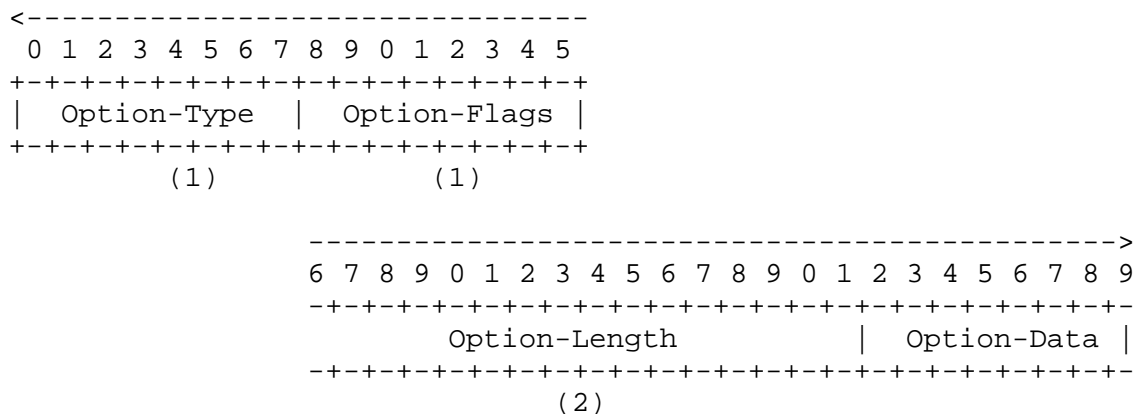 <--------------------------------
 0 1 2 3 4 5 6 7 8 9 0 1 2 3 4 5
+-+-+-+-+-+-+-+-+-+-+-+-+-+-+-+-+
|  Option-Type  |  Option-Flags |
+-+-+-+-+-+-+-+-+-+-+-+-+-+-+-+-+
         (1)            (1)
                 ---------------------------------------------->
                 6 7 8 9 0 1 2 3 4 5 6 7 8 9 0 1 2 3 4 5 6 7 8 9
                 -+-+-+-+-+-+-+-+-+-+-+-+-+-+-+-+-+-+-+-+-+-+-+-
                         Option-Length          |  Option-Data |
                 -+-+-+-+-+-+-+-+-+-+-+-+-+-+-+-+-+-+-+-+-+-+-+-
                               (2)